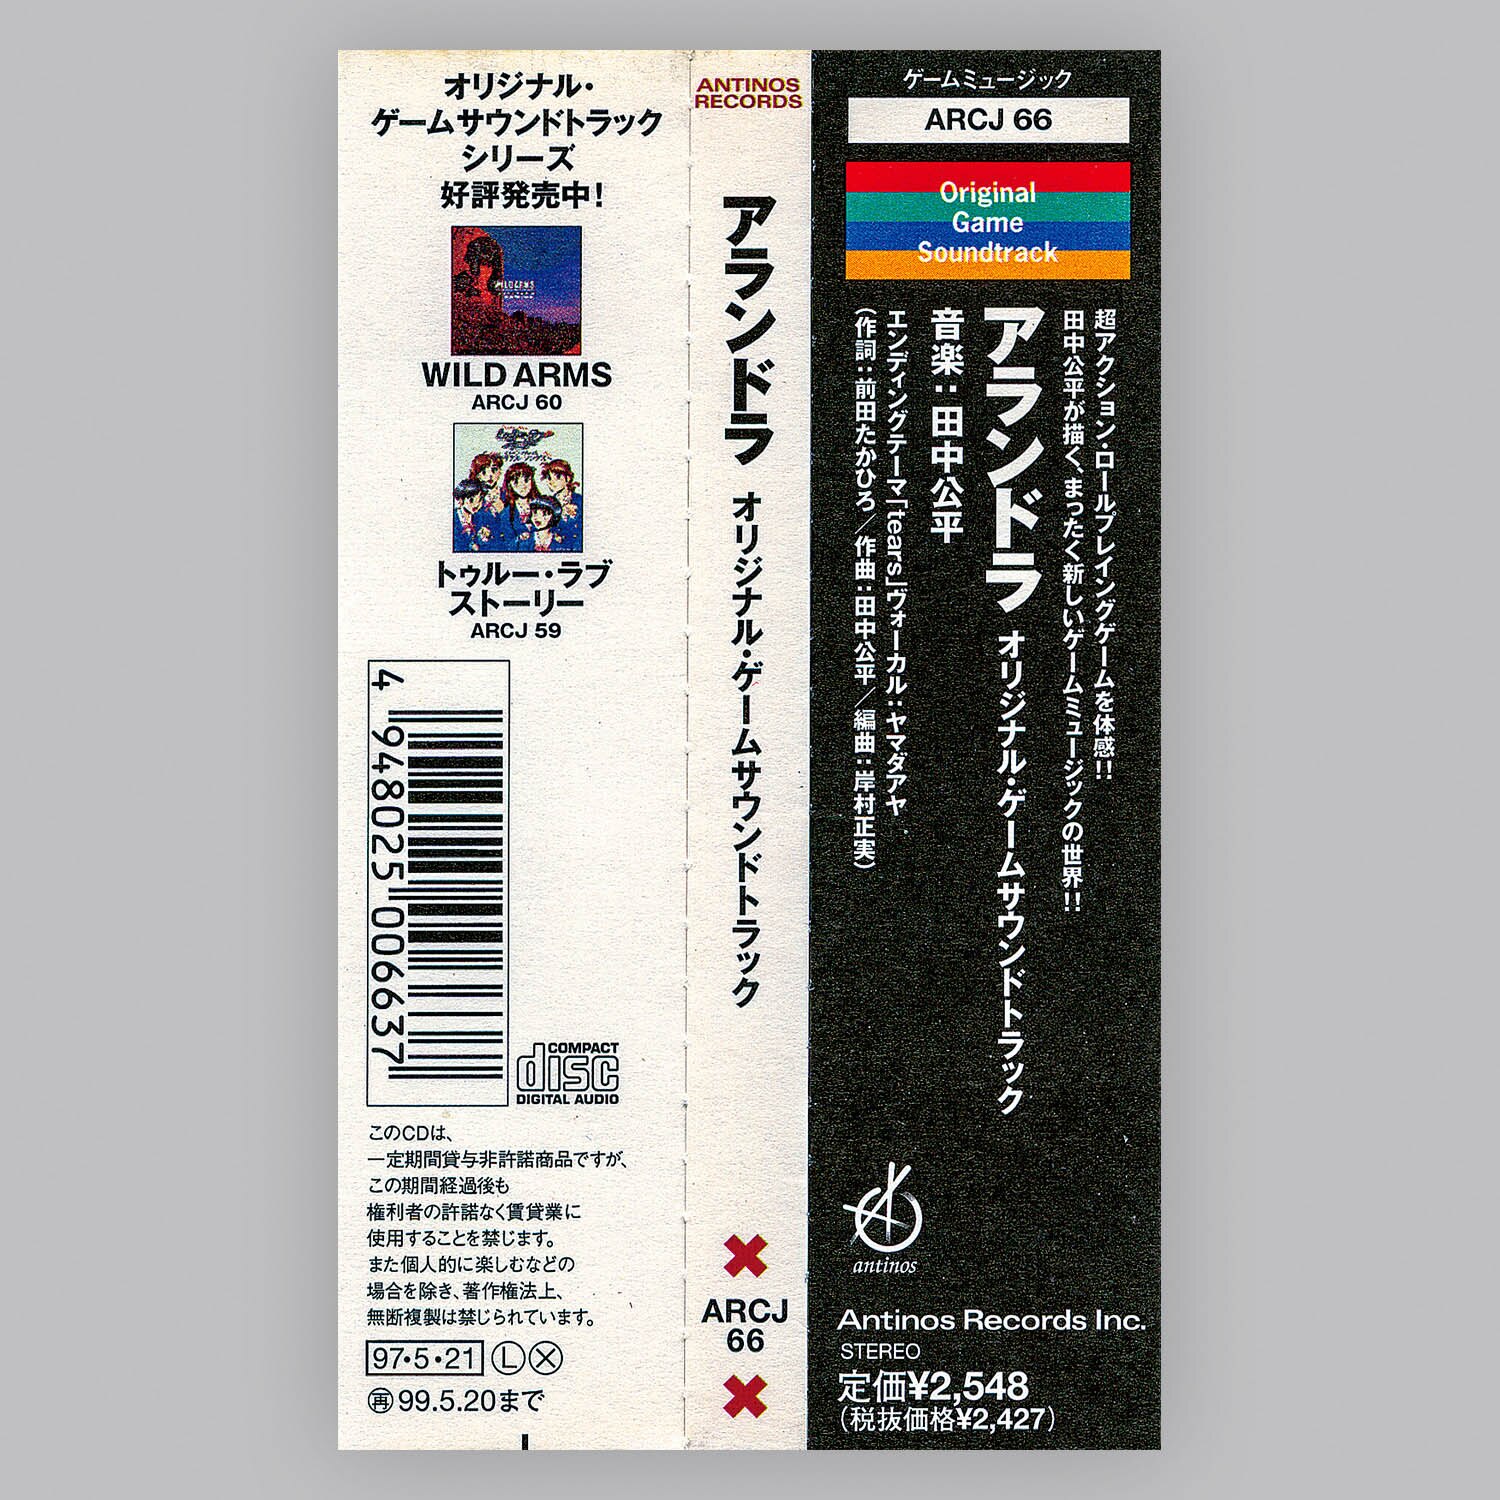 オリジナル・
ゲームサウンドトラック
シリーズ
好評発売中!
WILD ARMS
WILD ARMS
ARCJ 60
トゥルー・ラブ
ストーリー
ARCJ 59
4 948025 006637
COMPACT
disc
DIGITAL AUDIO
このCDは、
一定期間貸与非許諾商品ですが、
この期間経過後も
権利者の許諾なく賃貸業に
使用することを禁じます。
また個人的に楽しむなどの
場合を除き、著作権法上、
無断複製は禁じられています。
97・5・21 Ⓛ Ⓧ
再 99.5.20まで
ANTINOS
RECORDS
アランドラ オリジナル・ゲームサウンドトラック
ARCJ
66
ゲームミュージック
ARCJ 66
Original
Game
Soundtrack
超アクション・ロールプレイングゲームを体感!!
田中公平が描く、まったく新しいゲームミュージックの世界!!
アランドラ オリジナル・ゲームサウンドトラック
音楽:田中公平
エンディングテーマ「tears」ヴォーカル:ヤマダアヤ
(作詞:前田たかひろ/作曲:田中公平/編曲:岸村正実)
antinos
Antinos Records Inc.
STEREO
定価¥2,548
(税抜価格¥2,427)